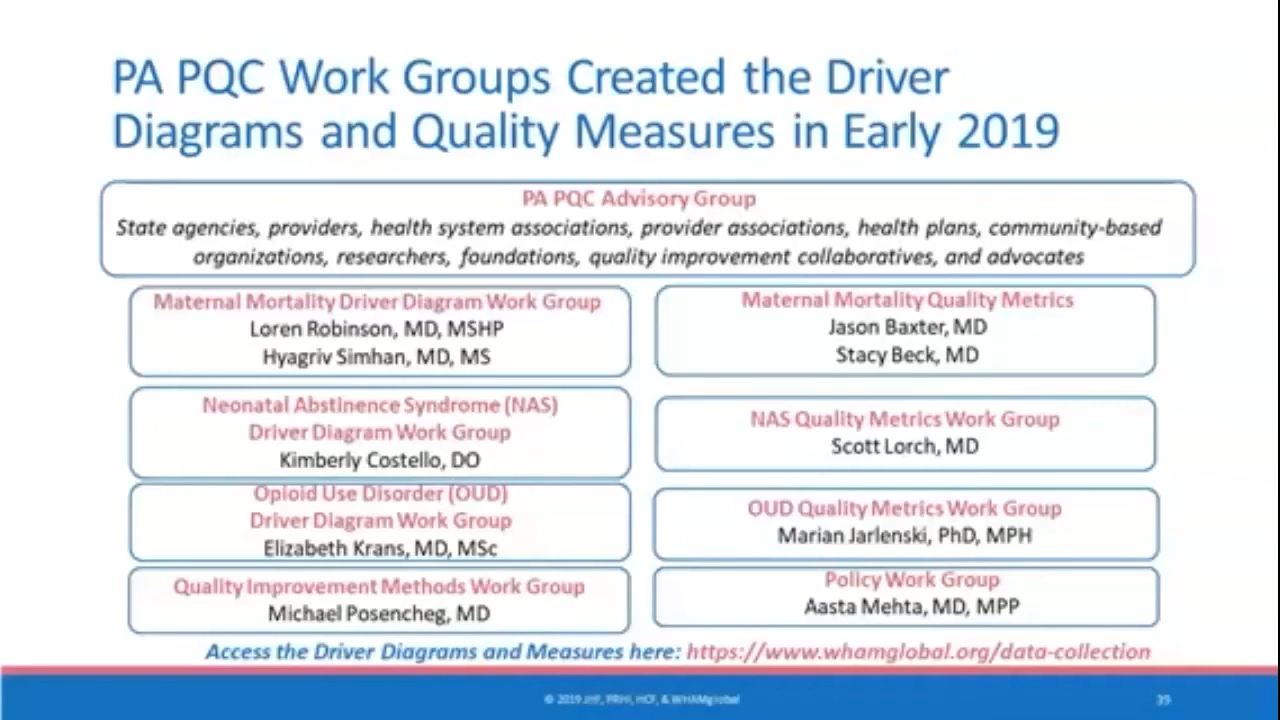 PA PQC Work Groups Created the Driver
Diagrams and Quality Measures in Early 2019
PA PQC Advisory Group
State agencies, providers, health system associations, provider associations, health plans, community-based
organizations, researchers, foundations, quality improvement collaboratives, and advocates
Maternal Mortality Driver Diagram Work Group
Loren Robinson, MD, MSHP
Hyagriv Simhan, MD, MS
Maternal Mortality Quality Metrics
Jason Baxter, MD
Stacy Beck, MD
Neonatal Abstinence Syndrome (NAS)
Driver Diagram Work Group
Kimberly Costello, DO
NAS Quality Metrics Work Group
Scott Lorch, MD
Opioid Use Disorder (OUD)
Driver Diagram Work Group
Elizabeth Krans, MD, MSc
OUD Quality Metrics Work Group
Marian Jarlenski, PhD, MPH
Quality Improvement Methods Work Group
Michael Posencheg, MD
Policy Work Group
Aasta Mehta, MD, MPP
Access the Driver Diagrams and Measures here: https://www.whamglobal.org/data-collection
© 2019 JHF, PRHI, HCF, & WHAMglobal
35